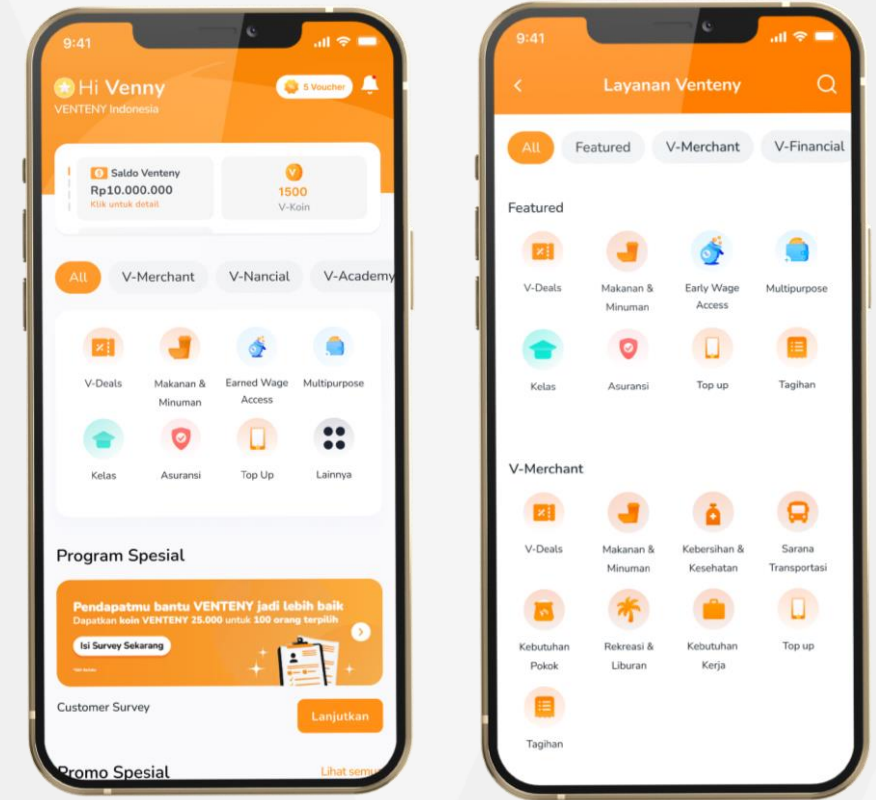 9:41
Hi Venny
VENTENY Indonesia
5 Voucher
Saldo Venteny
Rp10.000.000
Klik untuk detail
1500
V-Koin
All V-Merchant V-Nancial V-Academy
V-Deals Makanan & Minuman Earned Wage Access Multipurpose
Kelas Asuransi Top Up Lainnya
Program Spesial
Pendapatmu bantu VENTENY jadi lebih baik
Dapatkan koin VENTENY 25.000 untuk 100 orang terpilih
Isi Survey Sekarang
Customer Survey
Lanjutkan
Promo Spesial
Lihat semu
9:41
Layanan Venteny
All Featured V-Merchant V-Financial
Featured
V-Deals Makanan & Minuman Early Wage Access Multipurpose
Kelas Asuransi Top up Tagihan
V-Merchant
V-Deals Makanan & Minuman Kebersihan & Kesehatan Sarana Transportasi
Kebutuhan Pokok Rekreasi & Liburan Kebutuhan Kerja Top up
Tagihan